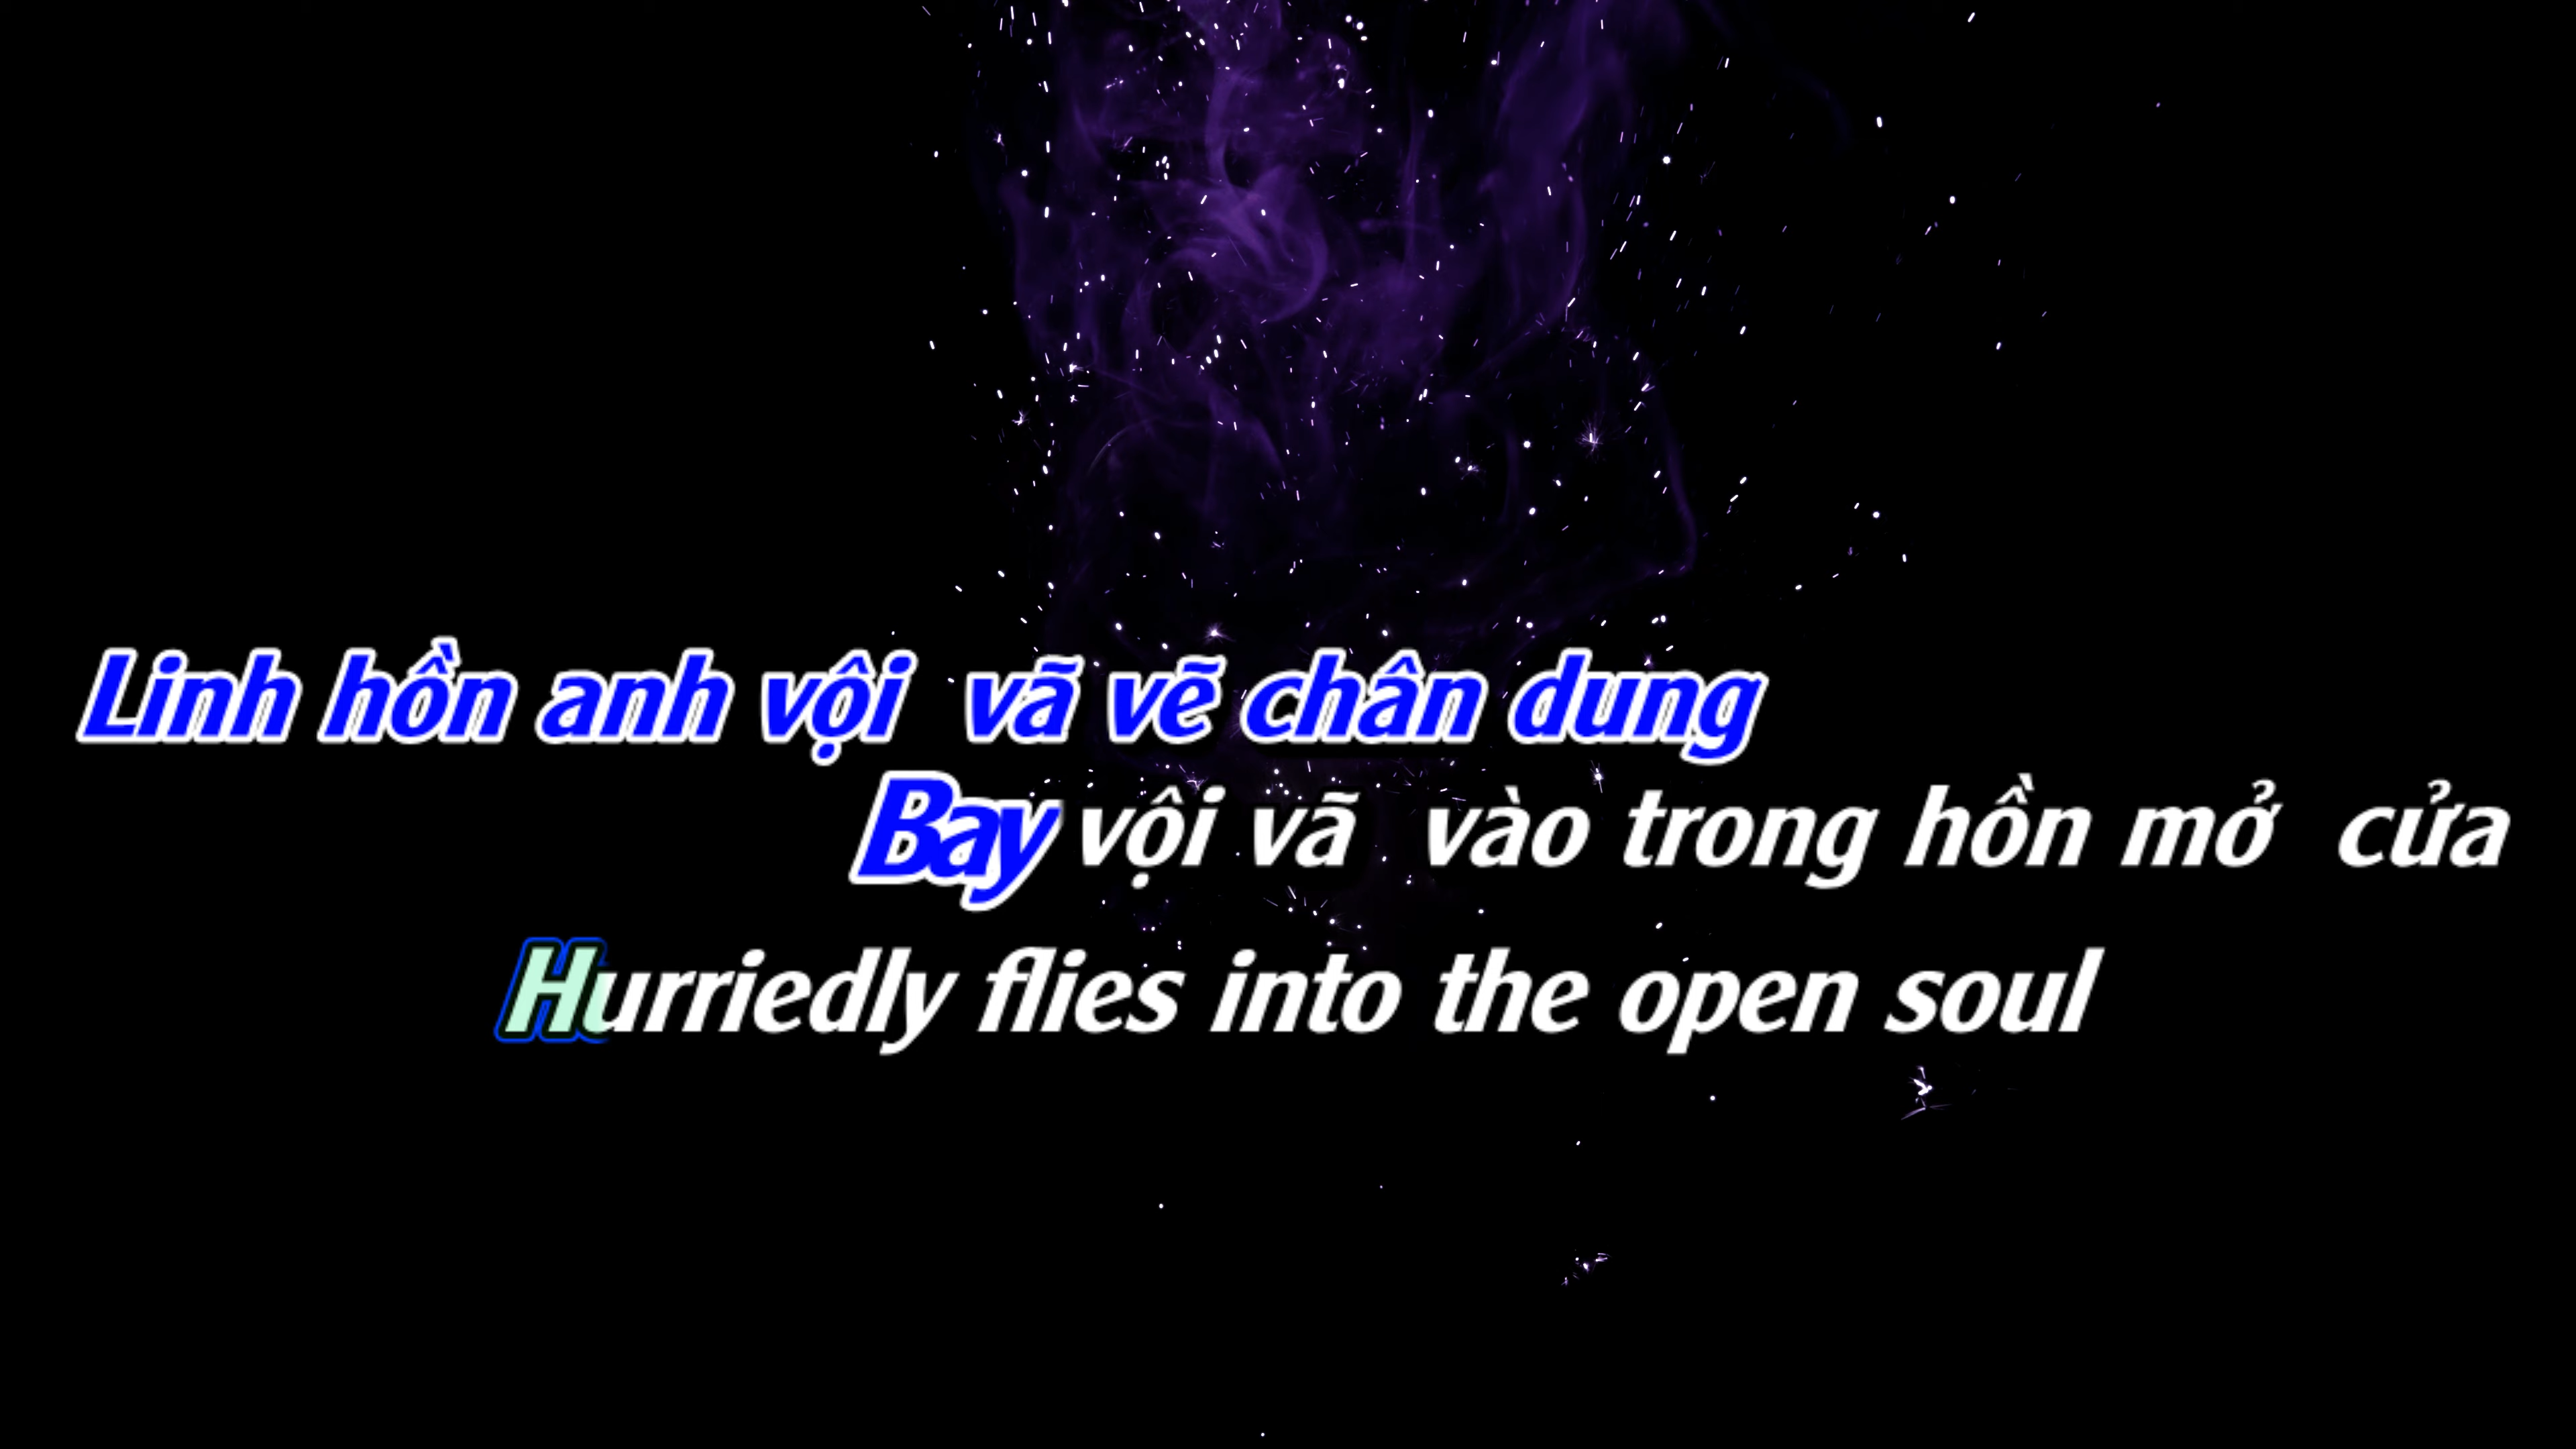 Linh hồn anh vội vã vẽ chân dung
Bay vội vã vào trong hồn mở cửa
Hurriedly flies into the open soul